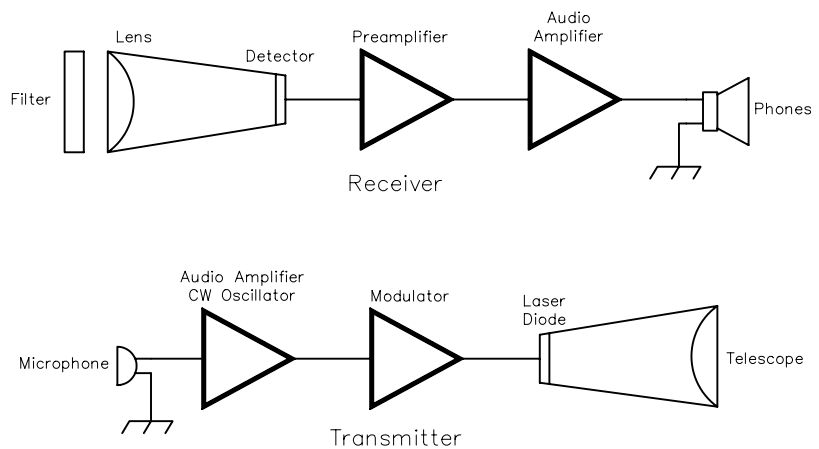 Lens
Detector
Preamplifier
Audio
Amplifier
Filter
Phones
Receiver
Audio Amplifier
CW Oscillator
Modulator
Laser
Diode
Microphone
Telescope
Transmitter